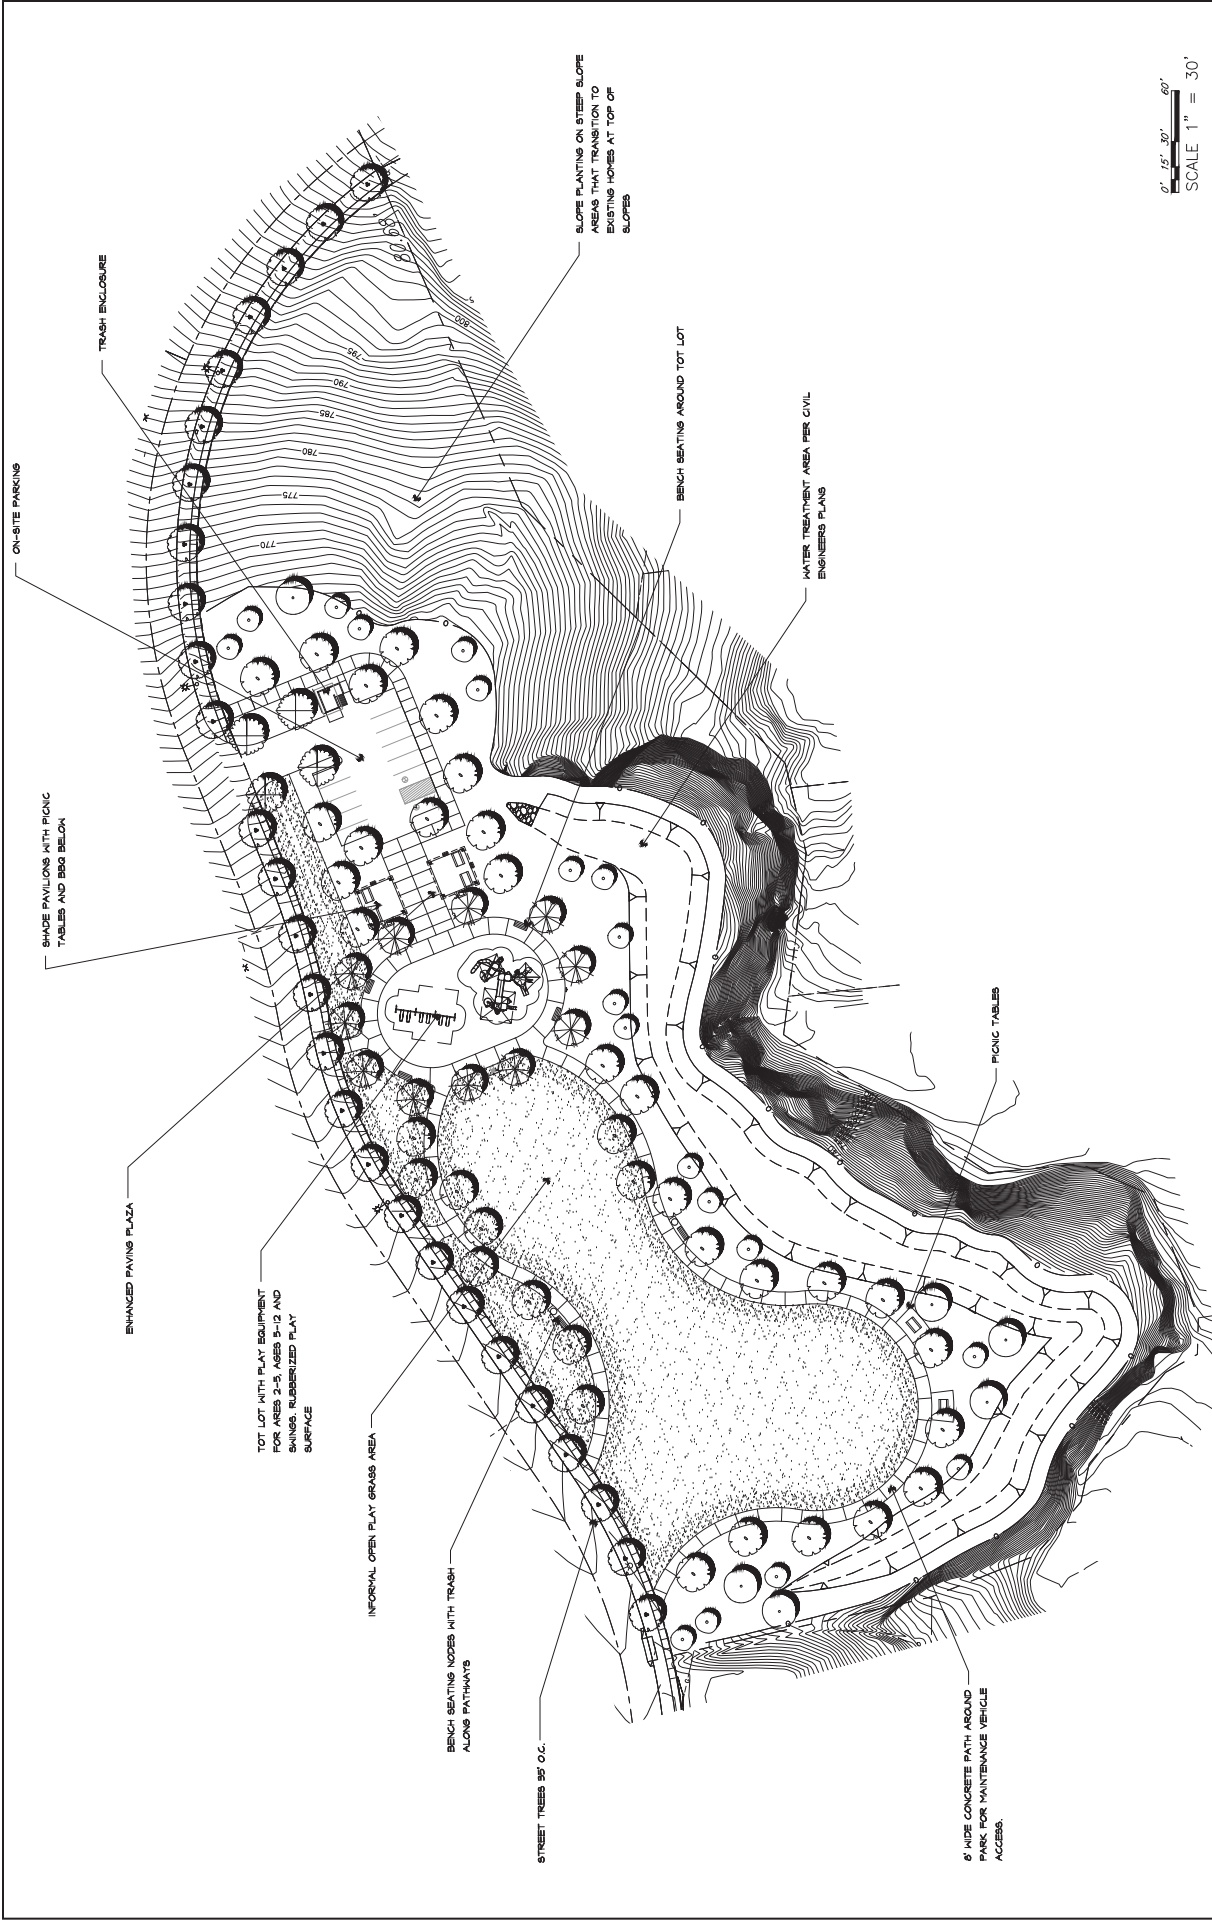 ON-SITE PARKING
SHADE PAVILIONS WITH PICNIC
TABLES AND BBQ BELOW
TRASH ENCLOSURE
ENHANCED PAVING PLAZA
TOT LOT WITH PLAY EQUIPMENT
FOR ARES 2-5, AGES 5-12 AND
SWINGS. RUBBERIZED PLAY
SURFACE
INFORMAL OPEN PLAY GRASS AREA
BENCH SEATING NODES WITH TRASH
ALONG PATHWAYS
STREET TREES 35' O.C.
SLOPE PLANTING ON STEEP SLOPE
AREAS THAT TRANSITION TO
EXISTING HOMES AT TOP OF
SLOPES
BENCH SEATING AROUND TOT LOT
WATER TREATMENT AREA PER CIVIL
ENGINEERS PLANS
PICNIC TABLES
8' WIDE CONCRETE PATH AROUND
PARK FOR MAINTENANCE VEHICLE
ACCESS.
770
775
780
785
790
795
800
0' 15' 30' 60'
SCALE 1" = 30'